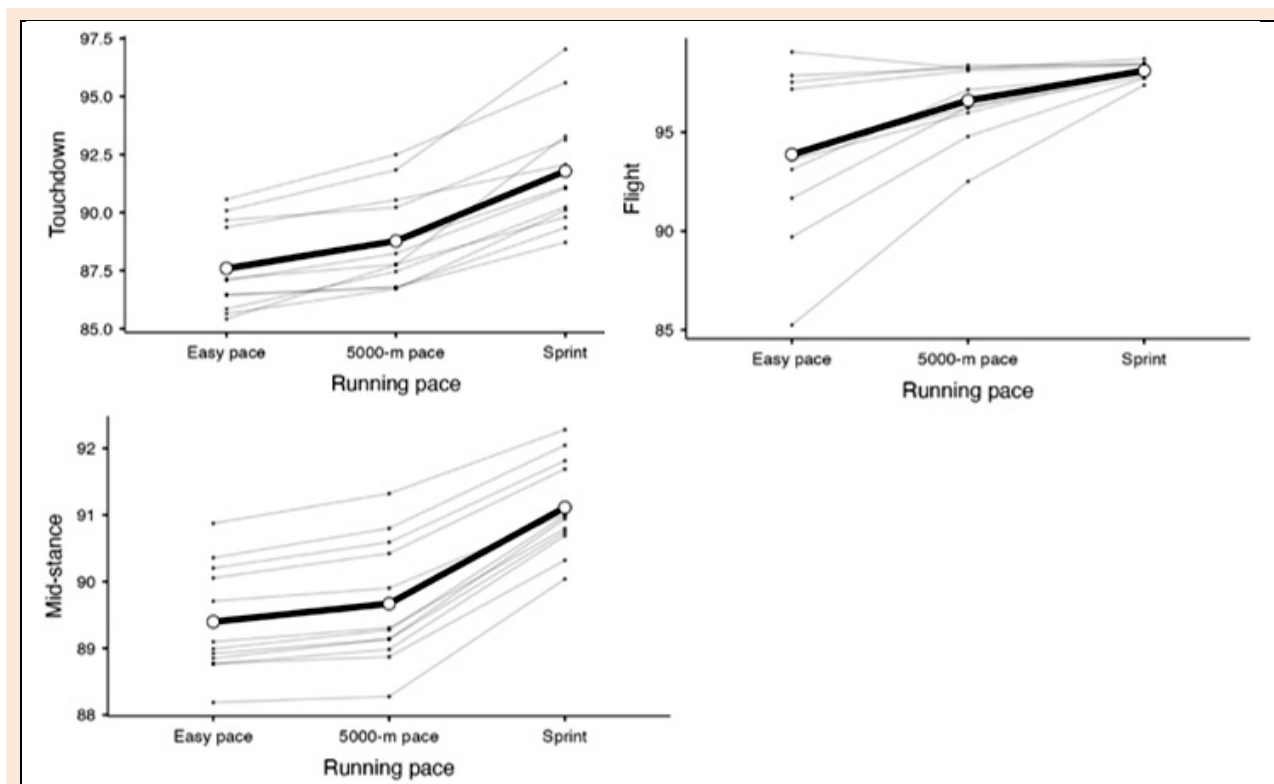 97.5
95.0
92.5
90.0
87.5
85.0
Touchdown
Easy pace
5000-m pace
Sprint
Running pace
95
90
85
Flight
Easy pace
5000-m pace
Sprint
Running pace
92
91
90
89
88
Mid-stance
Easy pace
5000-m pace
Sprint
Running pace